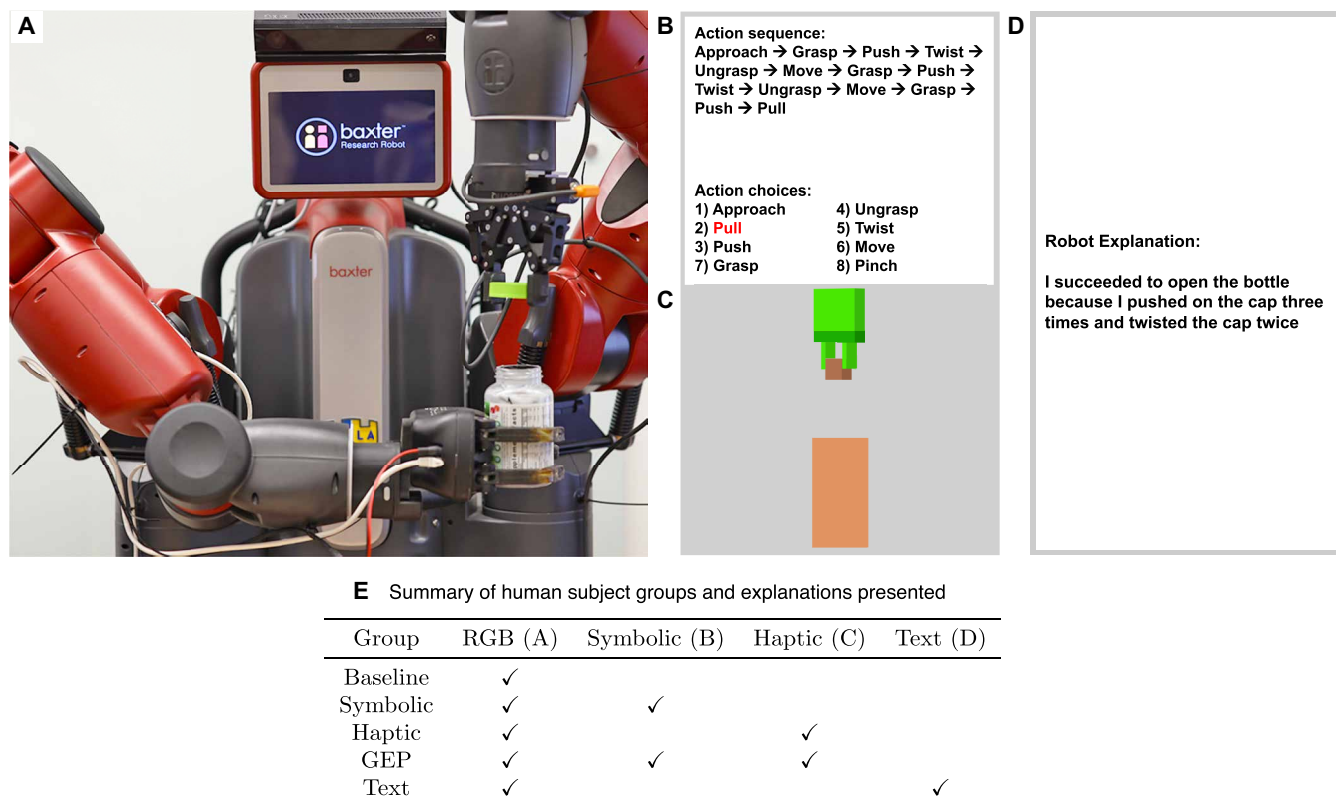 A
baxter™
Research Robot
baxter
LA
B
Action sequence:
Approach → Grasp → Push → Twist →
Ungrasp → Move → Grasp → Push →
Twist → Ungrasp → Move → Grasp →
Push → Pull
Action choices:
1) Approach 4) Ungrasp
2) Pull 5) Twist
3) Push 6) Move
7) Grasp 8) Pinch
C
D
Robot Explanation:
I succeeded to open the bottle
because I pushed on the cap three
times and twisted the cap twice
E Summary of human subject groups and explanations presented
Group RGB (A) Symbolic (B) Haptic (C) Text (D)
Baseline ✓
Symbolic ✓ ✓
Haptic ✓ ✓
GEP ✓ ✓ ✓
Text ✓ ✓